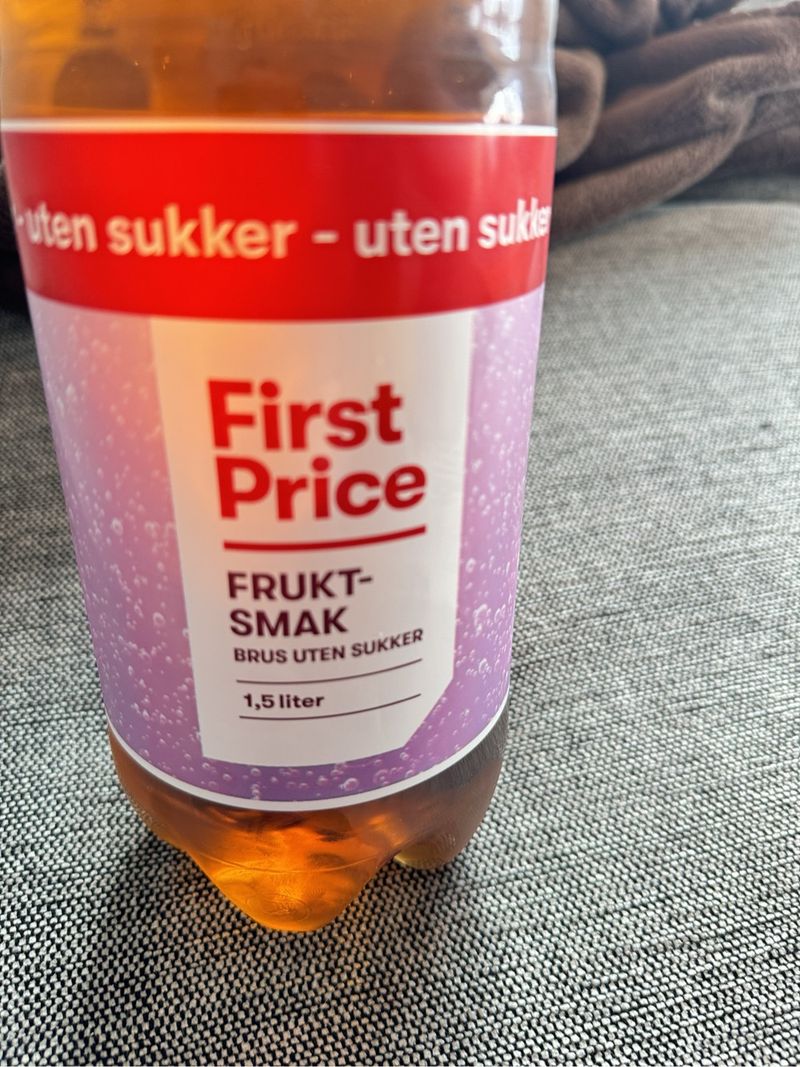 - uten sukker - uten sukker
First
Price
FRUKT-
SMAK
BRUS UTEN SUKKER
1,5 liter